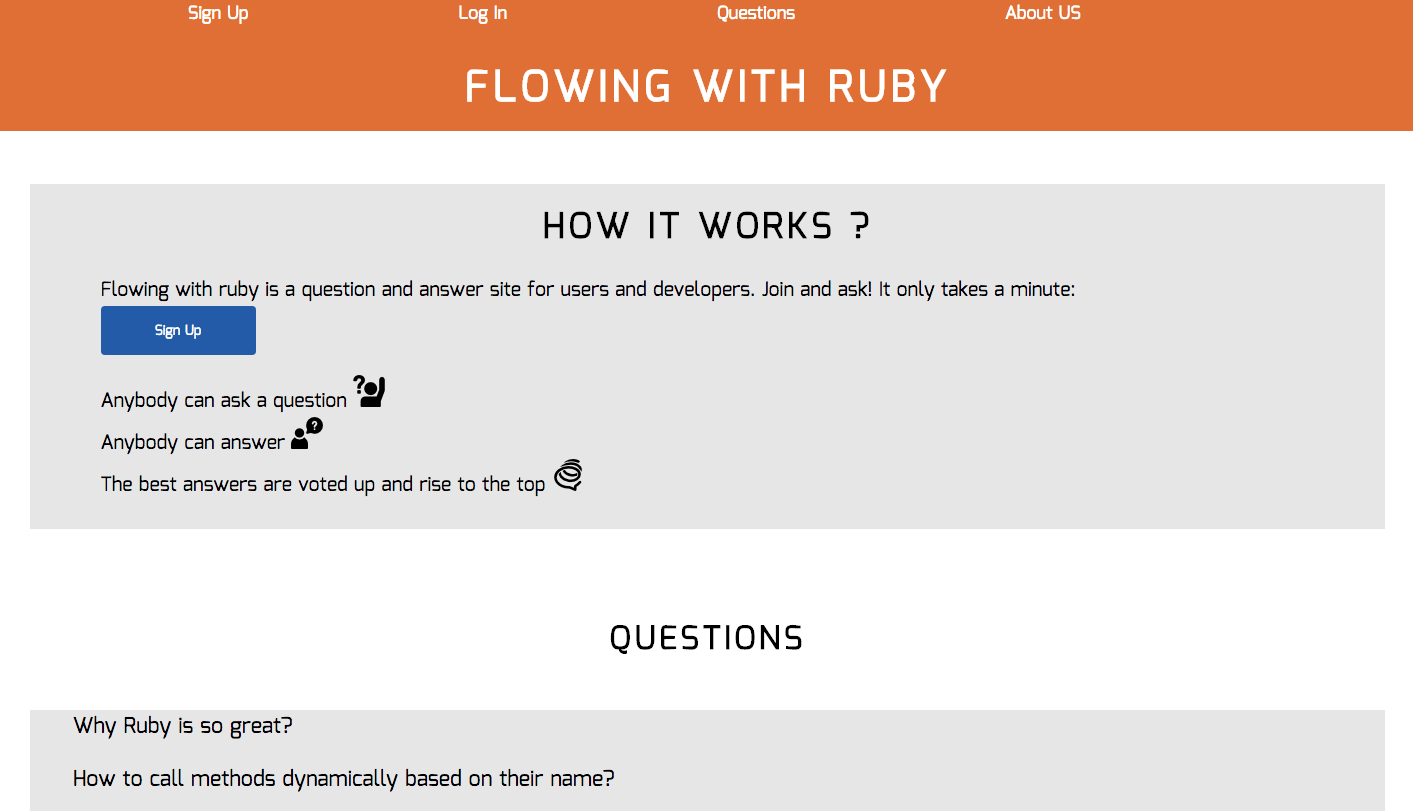 Sign Up Log In Questions About US
FLOWING WITH RUBY
HOW IT WORKS ?
Flowing with ruby is a question and answer site for users and developers. Join and ask! It only takes a minute:
Sign Up
Anybody can ask a question ?
Anybody can answer ?
The best answers are voted up and rise to the top
QUESTIONS
Why Ruby is so great?
How to call methods dynamically based on their name?